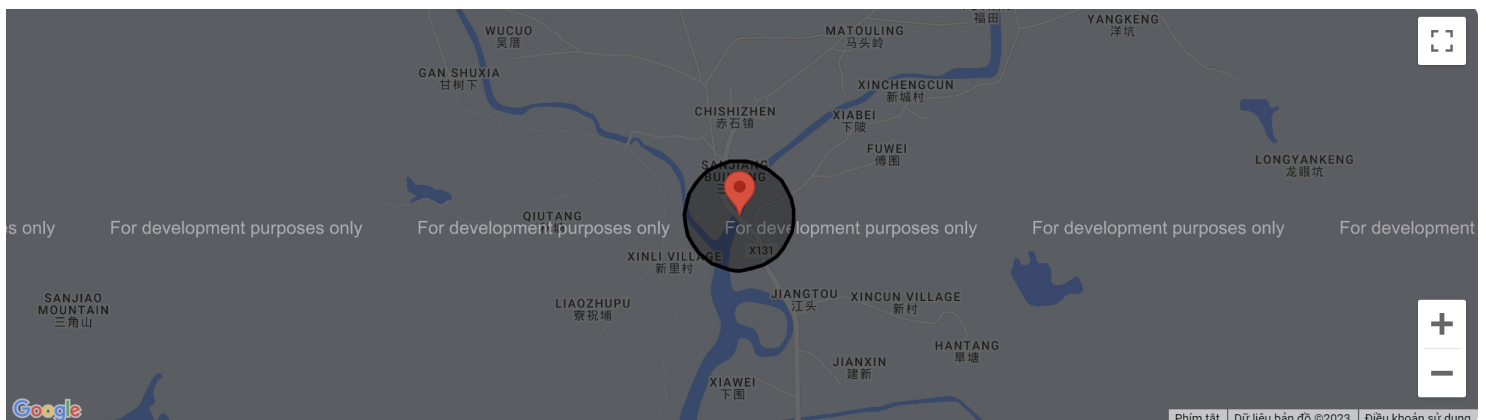 福田
YANGKENG
洋坑
WUCUO
吴厝
MATOULING
马头岭
GAN SHUXIA
甘树下
XINCHENGCUN
新城村
CHISHIZHEN
赤石镇
XIABEI
下陂
FUWEI
傅围
SANJIANG
LONGYANKENG
龙眼坑
QIUTANG
s only
For development purposes only
For development purposes only
For development purposes only
For development purposes only
For development
X131
XINLI VILLAGE
新里村
SANJIAO
MOUNTAIN
三角山
LIAOZHUPU
寮祝埔
JIANGTOU
江头
XINCUN VILLAGE
新村
HANTANG
旱塘
JIANXIN
建新
XIAWEI
下围
Google
Phím tắt
Dữ liệu bản đồ ©2023
Điều khoản sử dụng